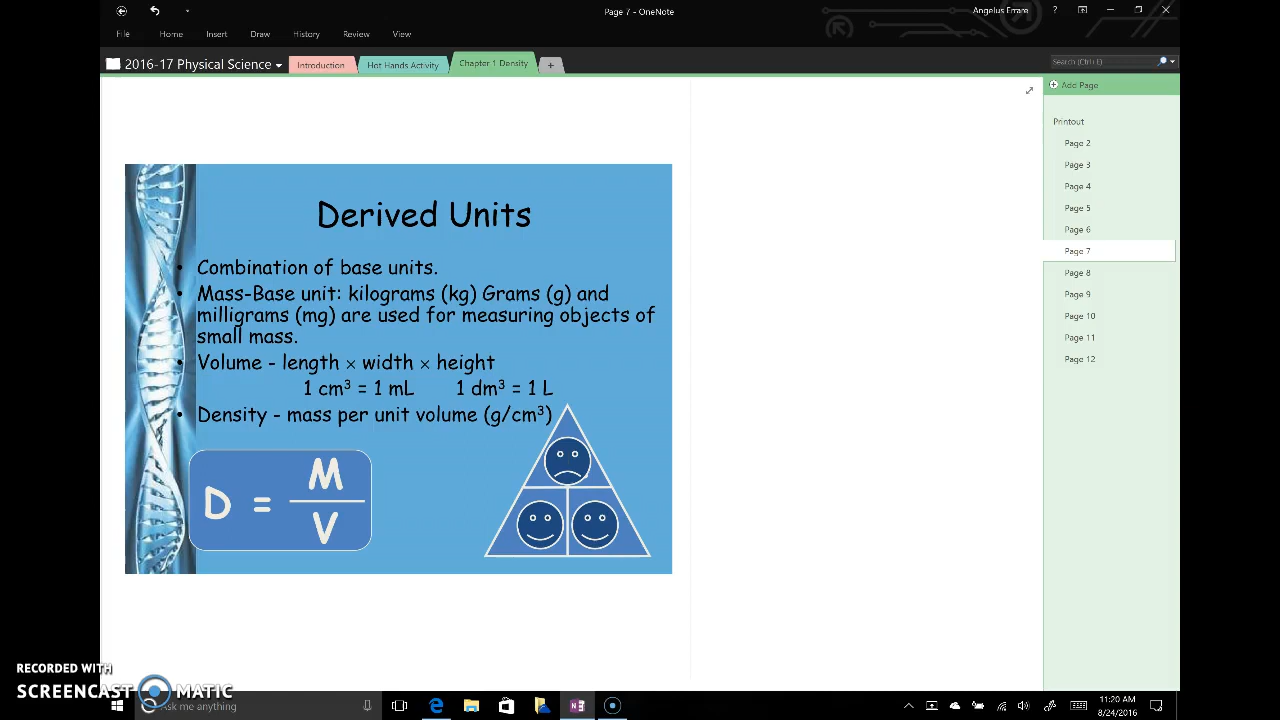 Page 7 - OneNote
Angelus Errare
?
File
Home
Insert
Draw
History
Review
View
2016-17 Physical Science
Introduction
Hot Hands Activity
Chapter 1 Density
+
Search (Ctrl+E)
Add Page
Printout
Page 2
Page 3
Page 4
Page 5
Page 6
Page 7
Page 8
Page 9
Page 10
Page 11
Page 12
Derived Units
• Combination of base units.
• Mass-Base unit: kilograms (kg) Grams (g) and
milligrams (mg) are used for measuring objects of
small mass.
• Volume - length × width × height
1 cm³ = 1 mL 1 dm³ = 1 L
• Density - mass per unit volume (g/cm³)
D = M
V
RECORDED WITH
SCREENCAST MATIC
Ask me anything
11:20 AM
8/24/2016